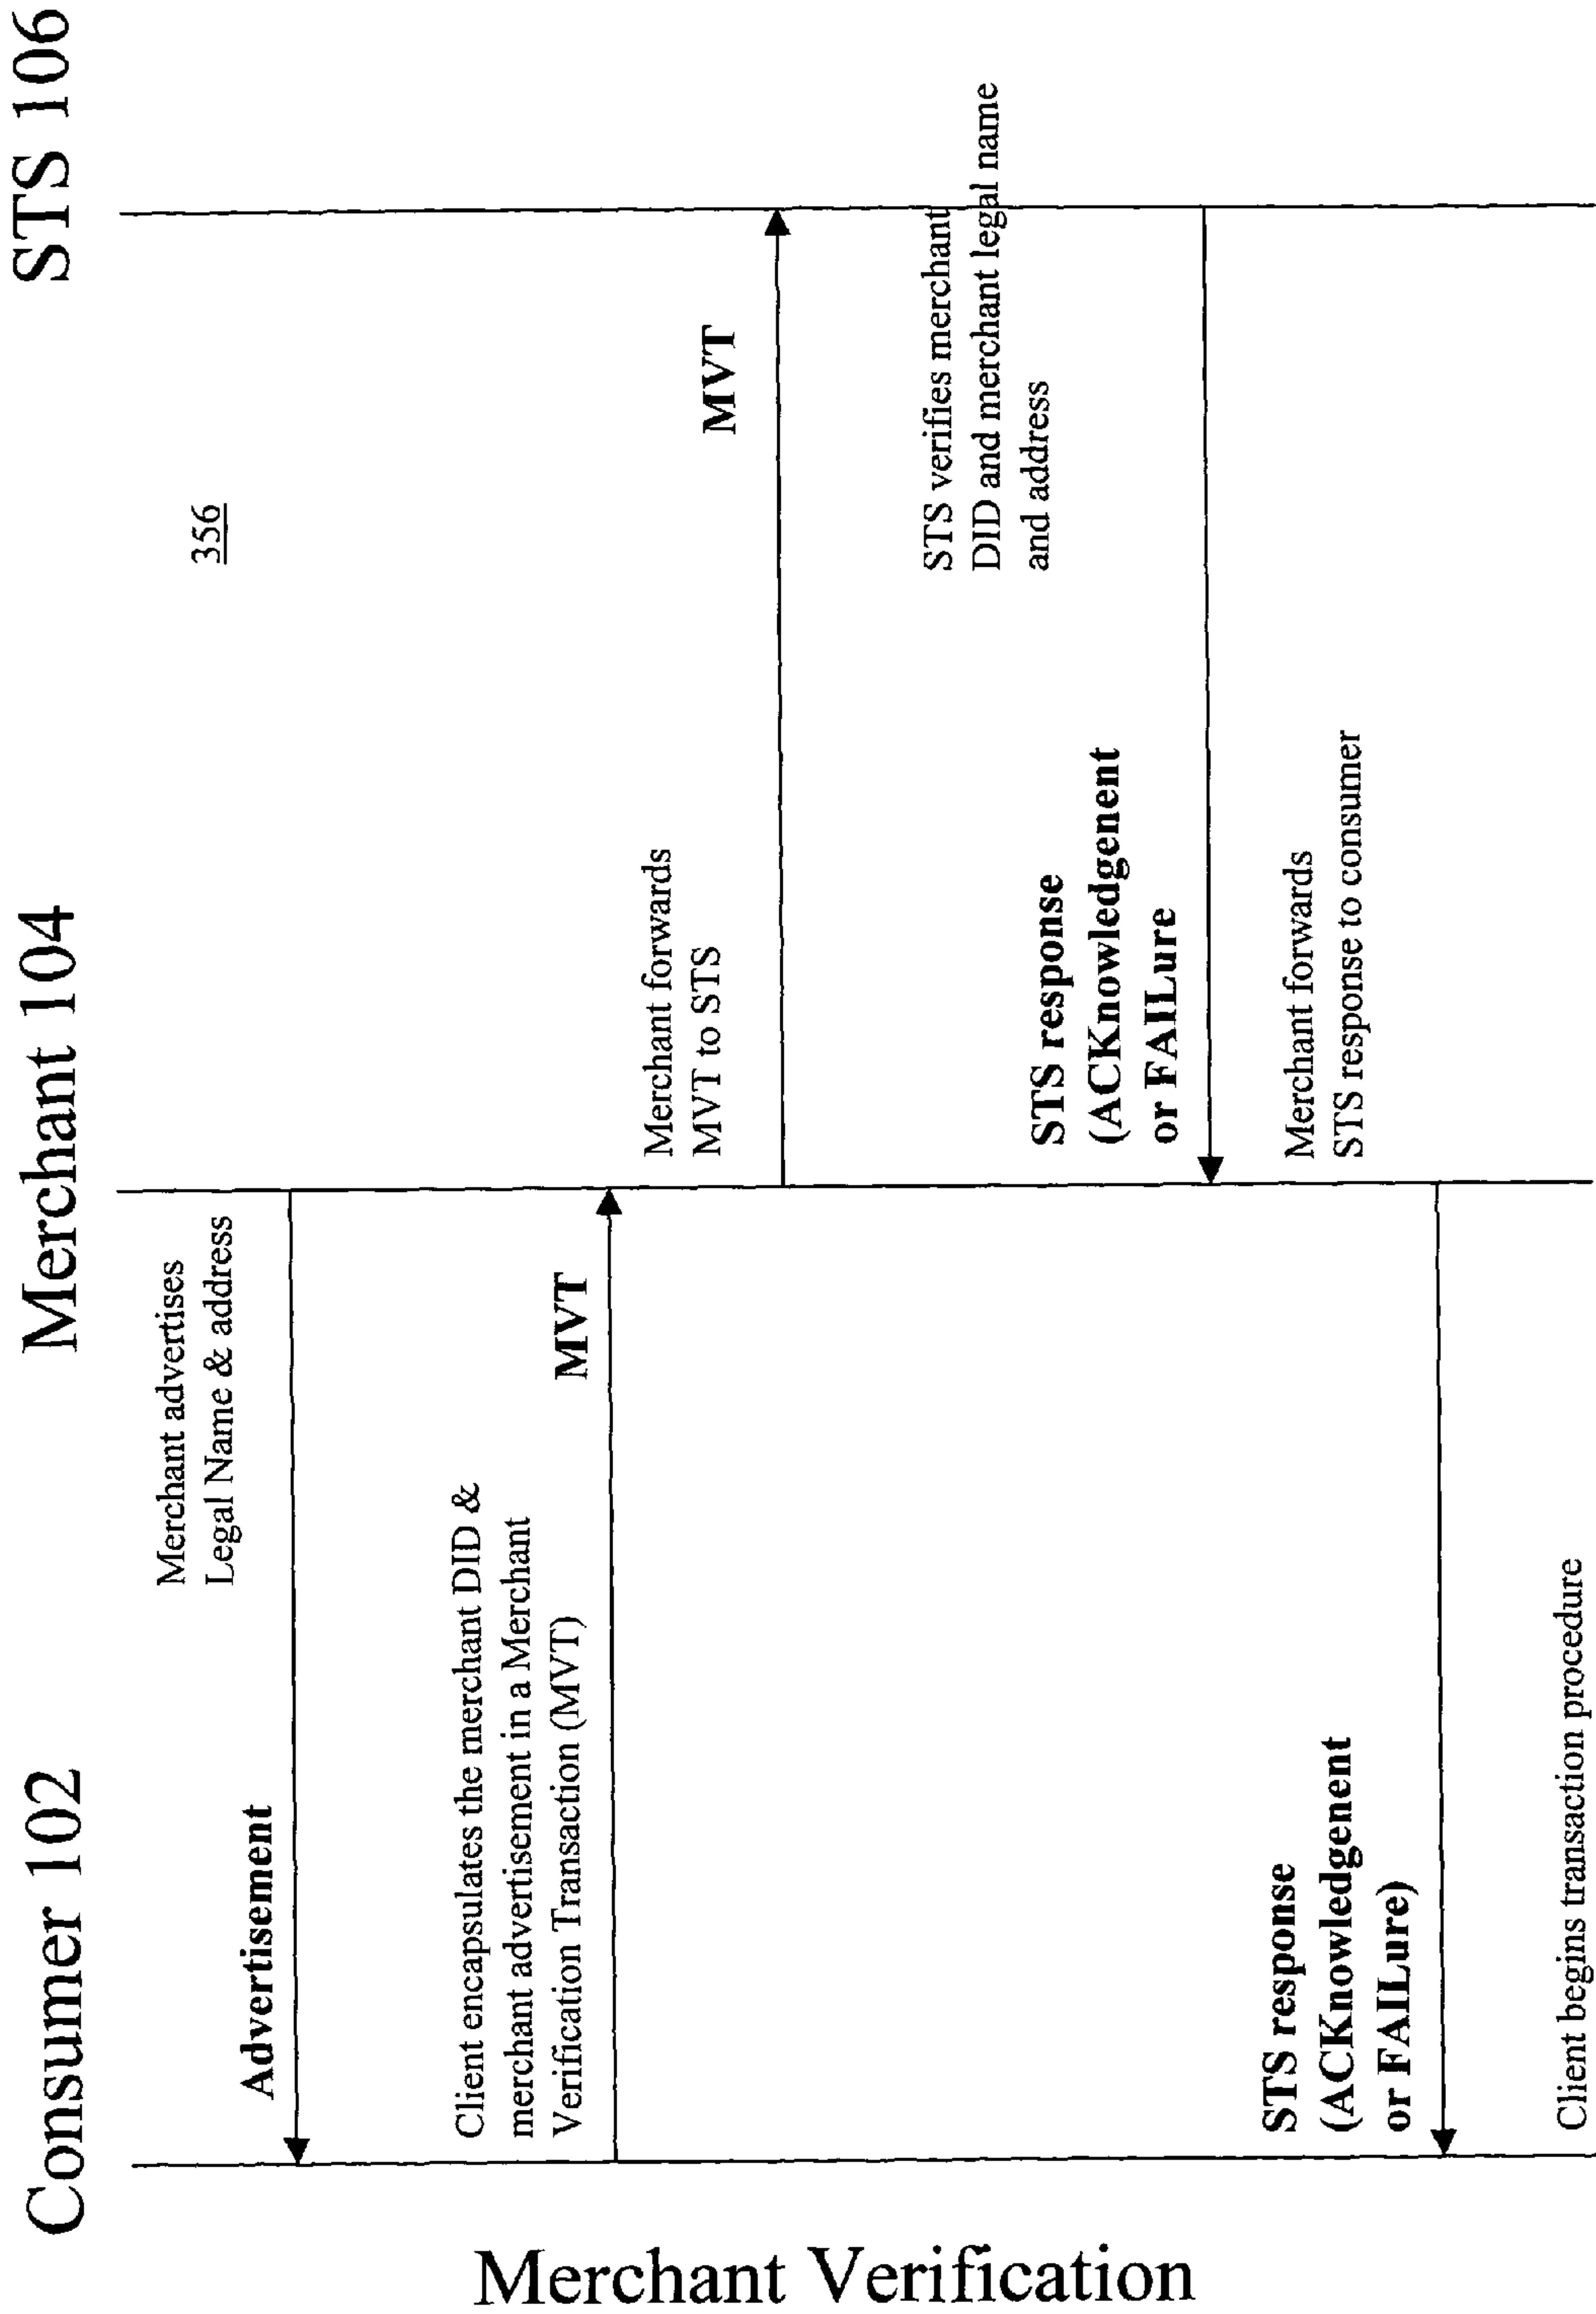 Consumer 102
Merchant 104
STS 106
Merchant Verification
356
Merchant advertises
Legal Name & address
Advertisement
Client encapsulates the merchant DID &
merchant advertisement in a Merchant
Verification Transaction (MVT)
MVT
Merchant forwards
MVT to STS
MVT
STS verifies merchant
DID and merchant legal name
and address
STS response
(ACKnowledgenent
or FAILure
Merchant forwards
STS response to consumer
STS response
(ACKnowledgenent
or FAILure)
Client begins transaction procedure